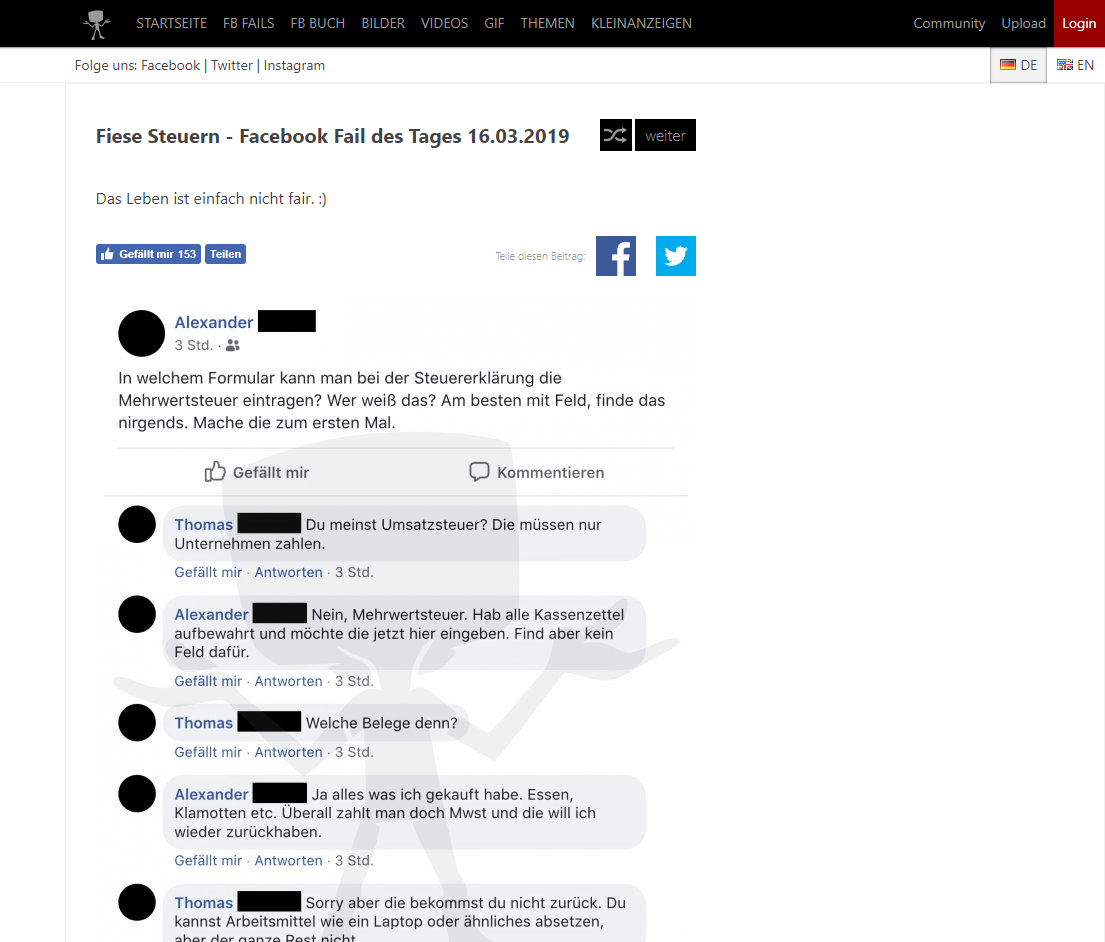 STARTSEITE FB FAILS FB BUCH BILDER VIDEOS GIF THEMEN KLEINANZEIGEN Community Upload Login
Folge uns: Facebook | Twitter | Instagram DE EN
Fiese Steuern - Facebook Fail des Tages 16.03.2019 weiter
Das Leben ist einfach nicht fair. :)
Gefällt mir 153 Teilen Teile diesen Beitrag:
Alexander
3 Std. ·
In welchem Formular kann man bei der Steuererklärung die
Mehrwertsteuer eintragen? Wer weiß das? Am besten mit Feld, finde das
nirgends. Mache die zum ersten Mal.
Gefällt mir Kommentieren
Thomas Du meinst Umsatzsteuer? Die müssen nur
Unternehmen zahlen.
Gefällt mir · Antworten · 3 Std.
Alexander Nein, Mehrwertsteuer. Hab alle Kassenzettel
aufbewahrt und möchte die jetzt hier eingeben. Find aber kein
Feld dafür.
Gefällt mir · Antworten · 3 Std.
Thomas Welche Belege denn?
Gefällt mir · Antworten · 3 Std.
Alexander Ja alles was ich gekauft habe. Essen,
Klamotten etc. Überall zahlt man doch Mwst und die will ich
wieder zurückhaben.
Gefällt mir · Antworten · 3 Std.
Thomas Sorry aber die bekommst du nicht zurück. Du
kannst Arbeitsmittel wie ein Laptop oder ähnliches absetzen,
aber der ganze Rest nicht